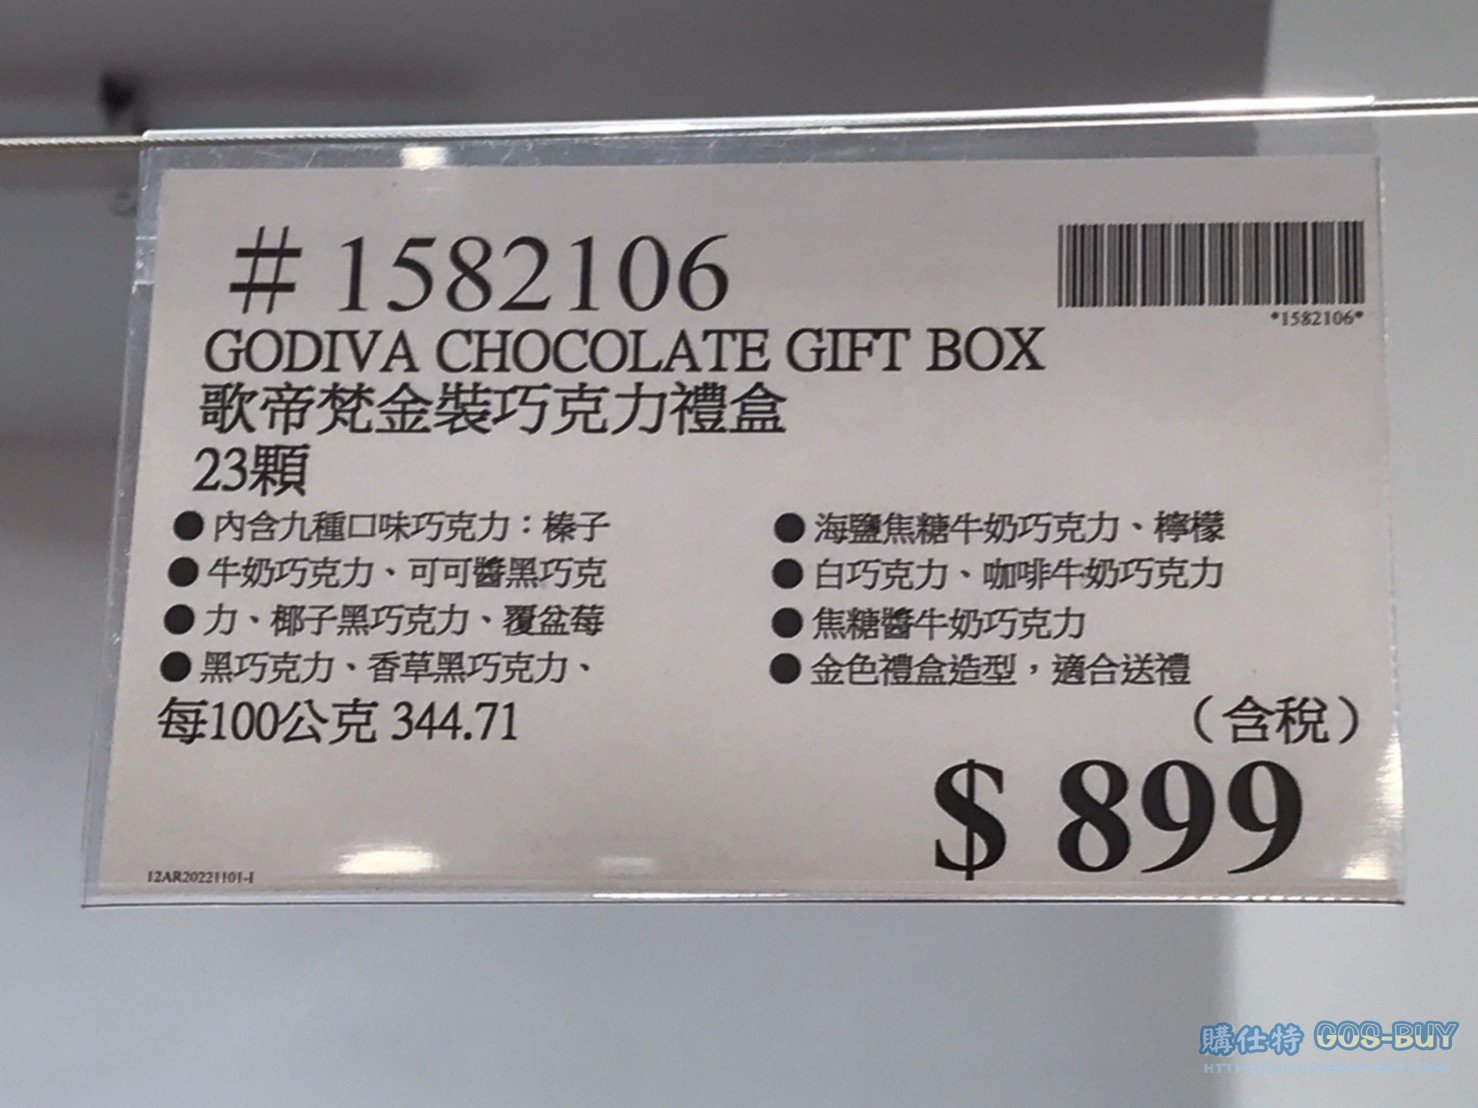 #1582106
*1582106*
GODIVA CHOCOLATE GIFT BOX
歌帝梵金裝巧克力禮盒
23顆
●內含九種口味巧克力：榛子
●牛奶巧克力、可可醬黑巧克
●力、椰子黑巧克力、覆盆莓
●黑巧克力、香草黑巧克力、
●海鹽焦糖牛奶巧克力、檸檬
●白巧克力、咖啡牛奶巧克力
●焦糖醬牛奶巧克力
●金色禮盒造型，適合送禮
每100公克 344.71
（含稅）
$ 899
12AR20221101-1
購仕特 GOS-BUY